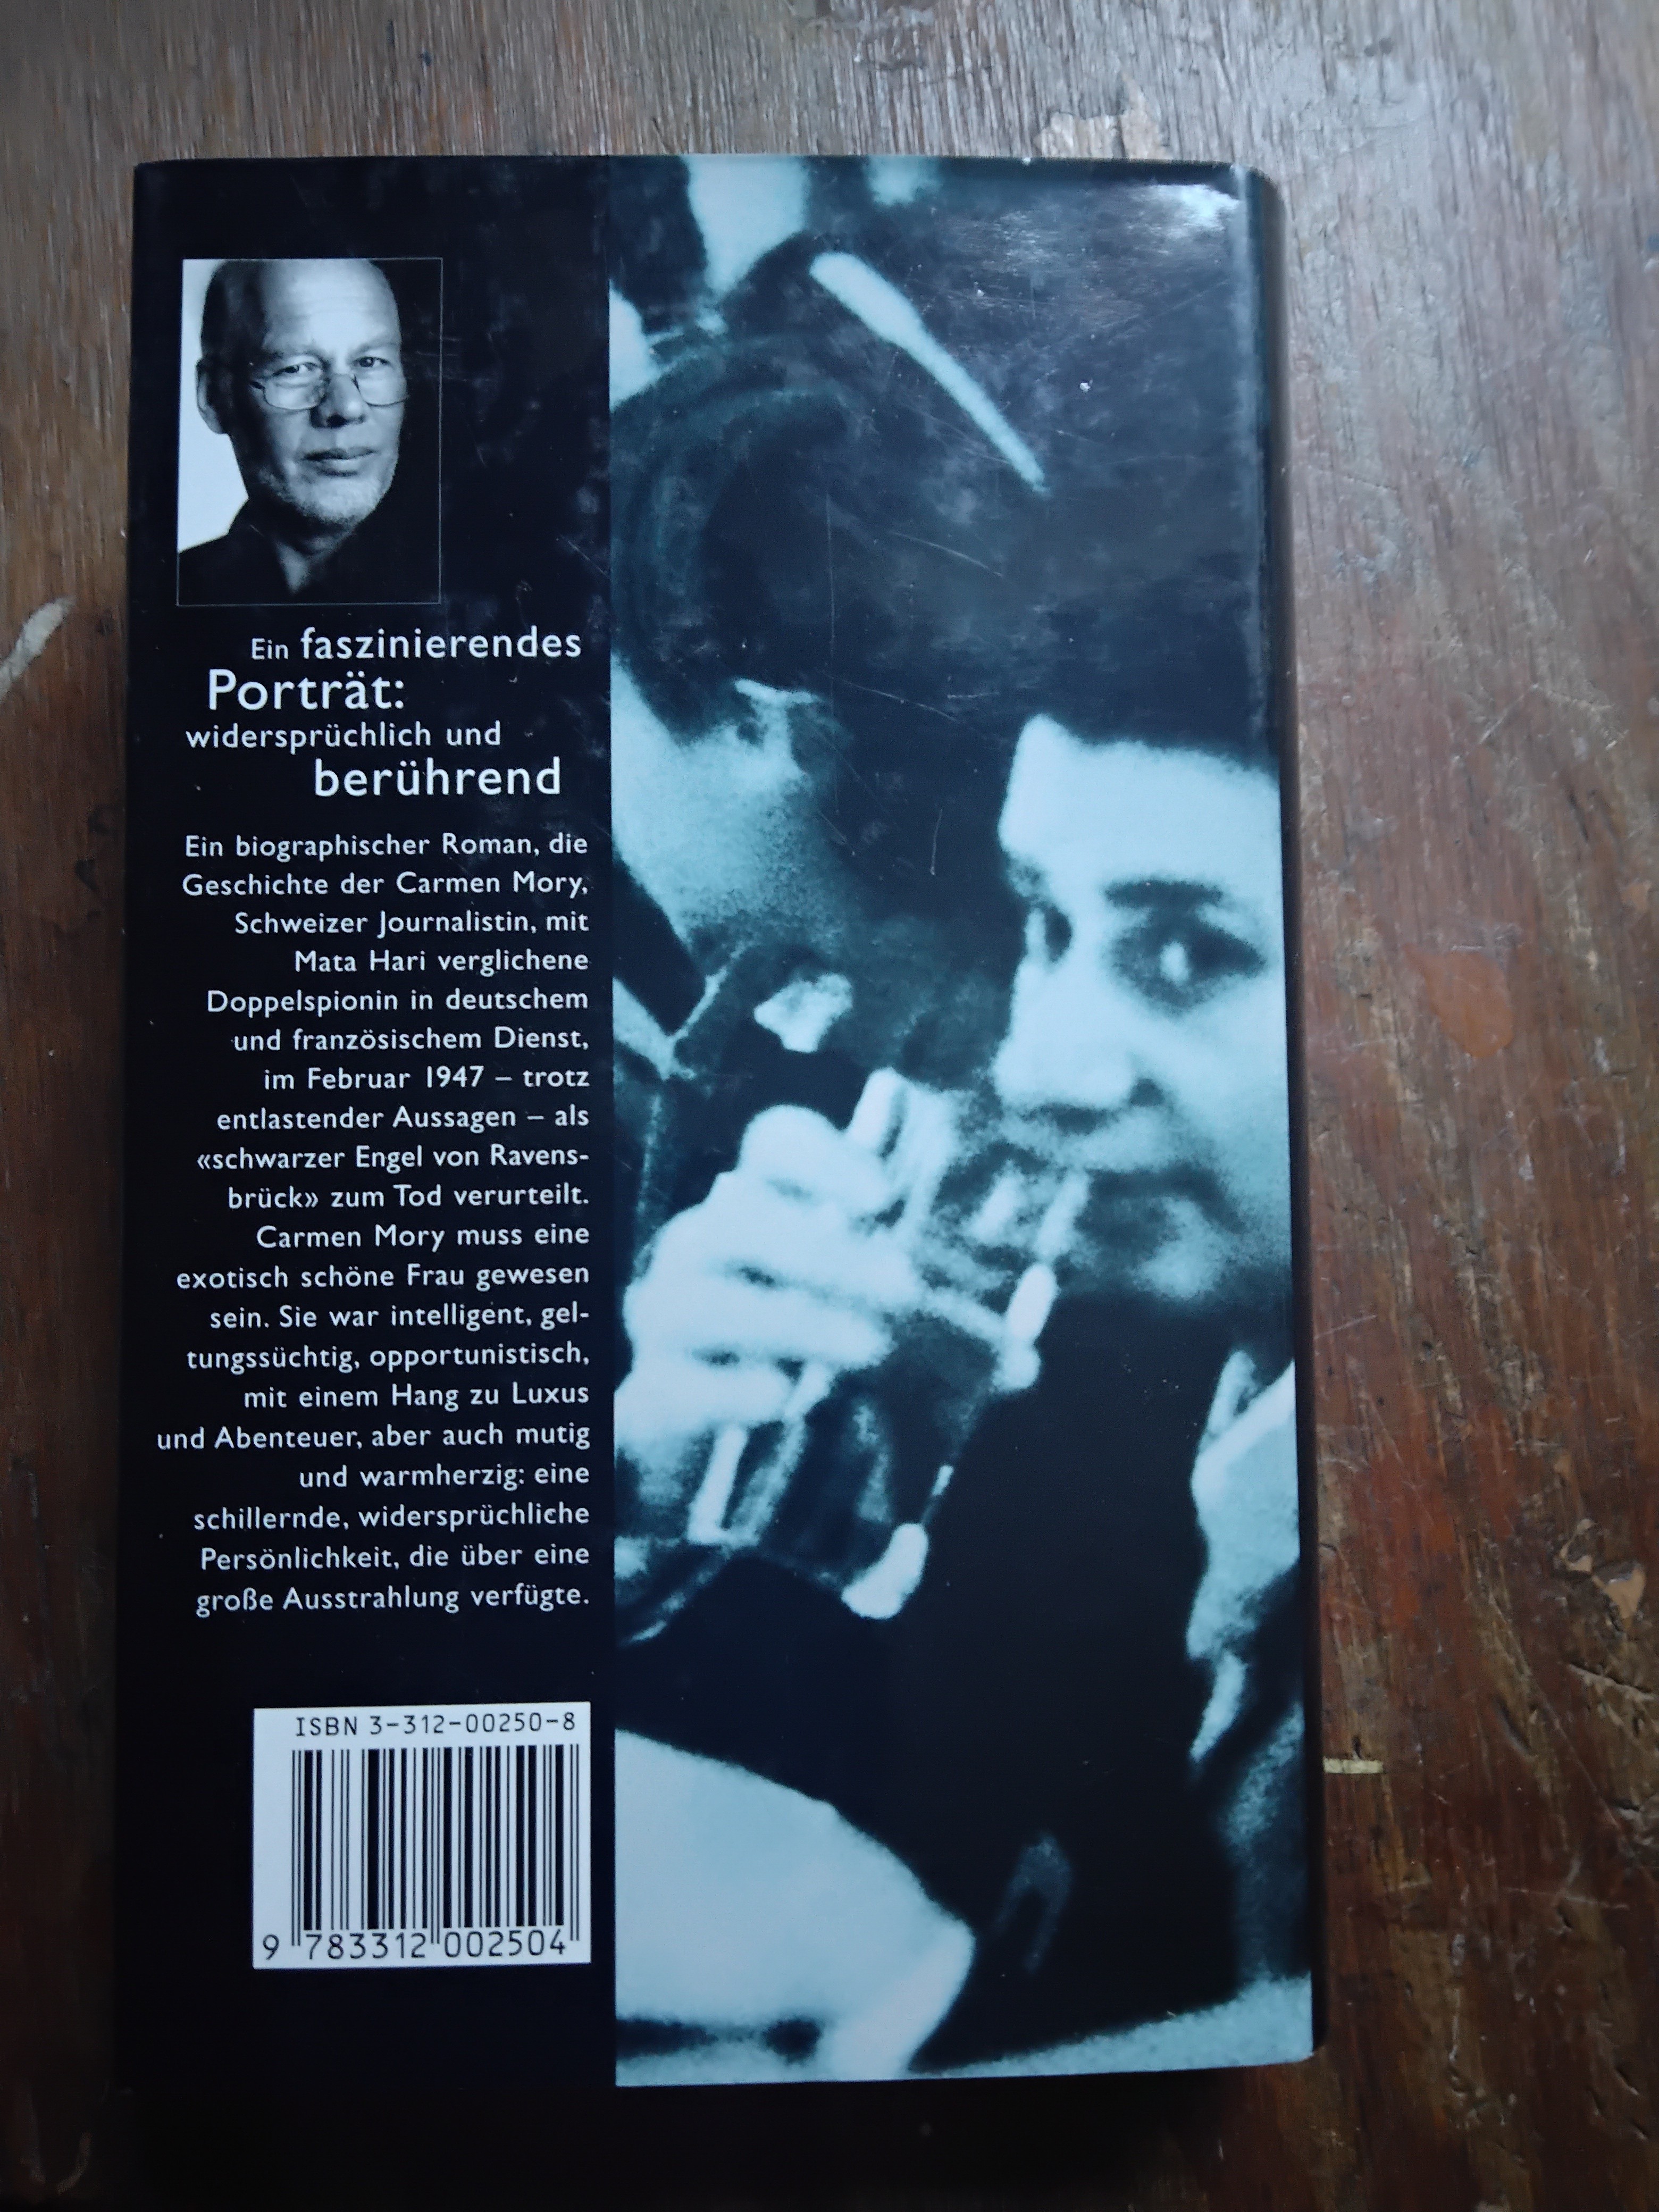 Ein faszinierendes
Porträt:
widersprüchlich und
berührend
Ein biographischer Roman, die
Geschichte der Carmen Mory,
Schweizer Journalistin, mit
Mata Hari verglichene
Doppelspionin in deutschem
und französischem Dienst,
im Februar 1947 – trotz
entlastender Aussagen – als
«schwarzer Engel von Ravens-
brück» zum Tod verurteilt.
Carmen Mory muss eine
exotisch schöne Frau gewesen
sein. Sie war intelligent, gel-
tungssüchtig, opportunistisch,
mit einem Hang zu Luxus
und Abenteuer, aber auch mutig
und warmherzig: eine
schillernde, widersprüchliche
Persönlichkeit, die über eine
große Ausstrahlung verfügte.
ISBN 3-312-00250-8
9 783312 002504